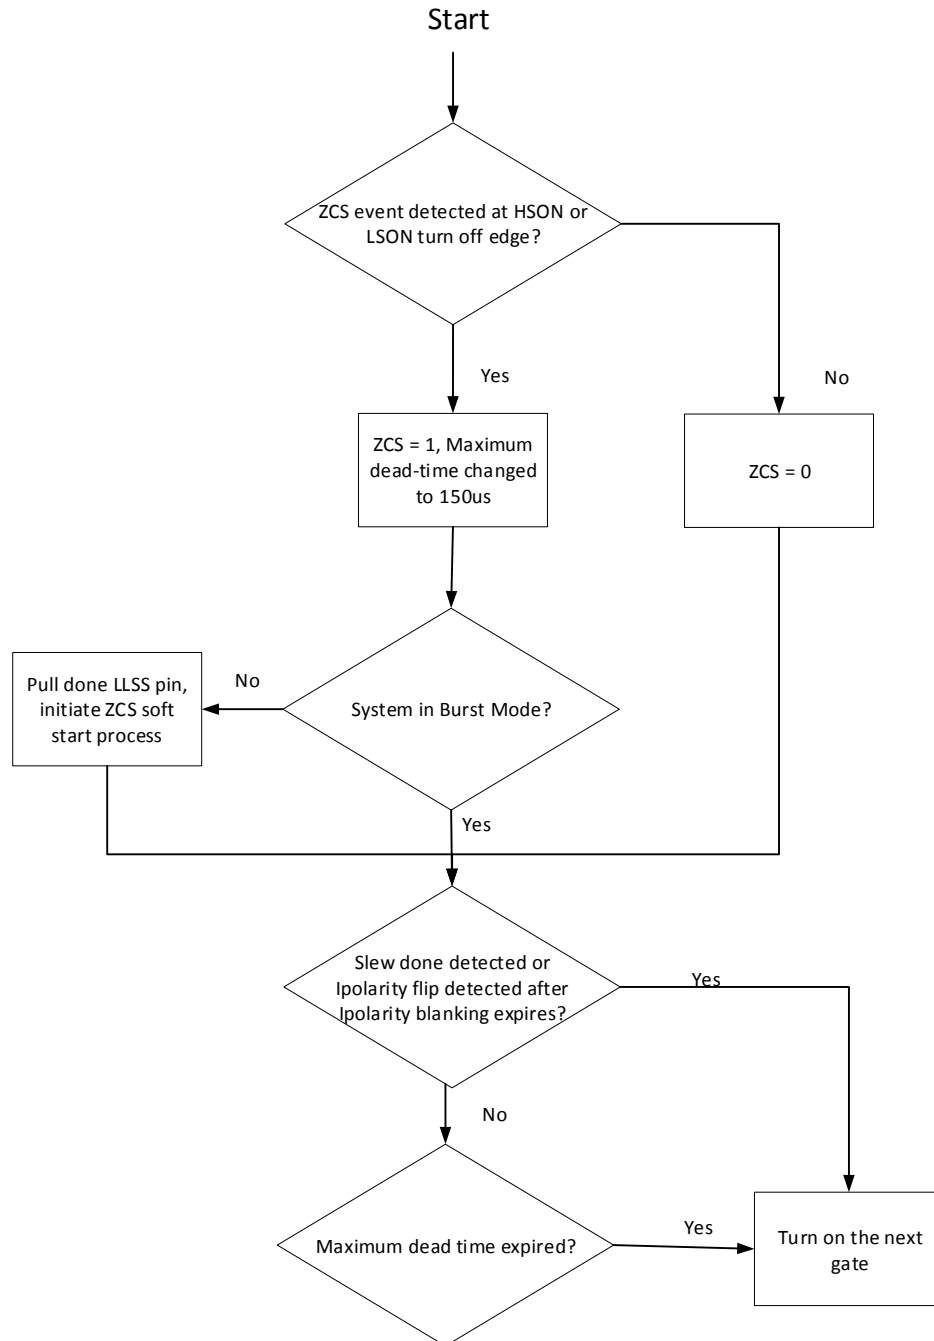 Start
ZCS event detected at HSON or
LSON turn off edge?
Yes
No
ZCS = 1, Maximum
dead-time changed
to 150us
ZCS = 0
Pull done LLSS pin,
initiate ZCS soft
start process
No
System in Burst Mode?
Yes
Slew done detected or
Ipolarity flip detected after
Ipolarity blanking expires?
Yes
No
Maximum dead time expired?
Yes
Turn on the next
gate